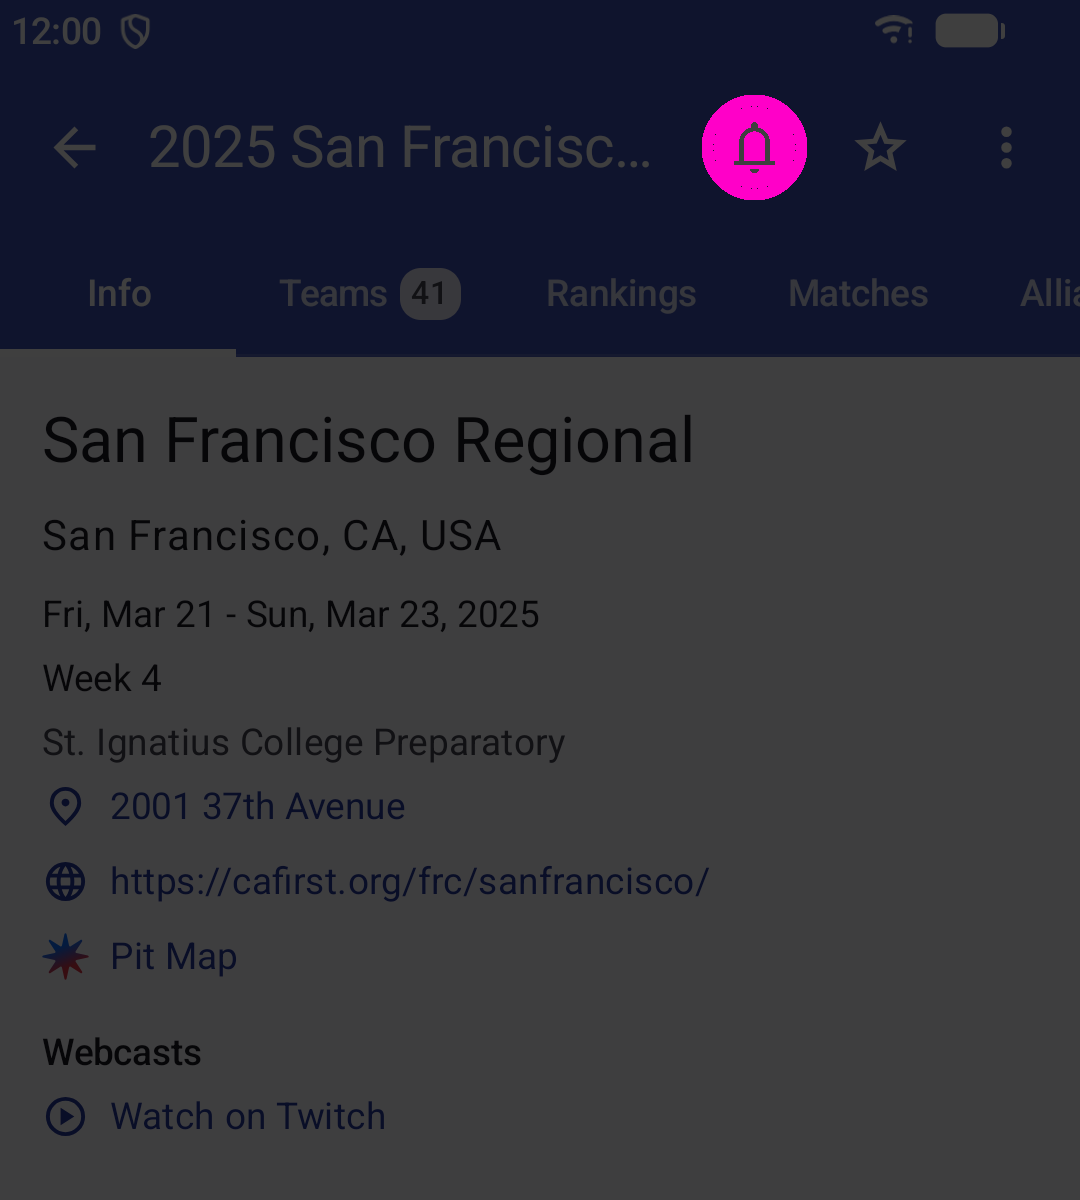 12:00
2025 San Francisc...
Info Teams 41 Rankings Matches Allia
San Francisco Regional
San Francisco, CA, USA
Fri, Mar 21 - Sun, Mar 23, 2025
Week 4
St. Ignatius College Preparatory
2001 37th Avenue
https://cafirst.org/frc/sanfrancisco/
Pit Map
Webcasts
Watch on Twitch